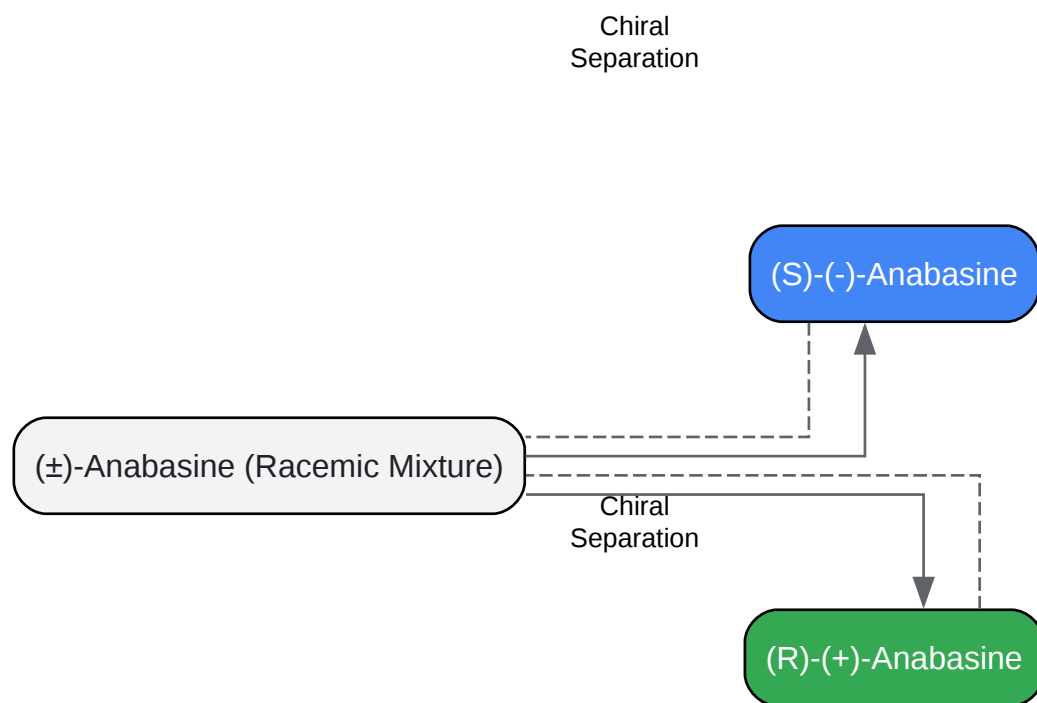 Chiral
Separation
(S)-(-)-Anabasine
(±)-Anabasine (Racemic Mixture)
Chiral
Separation
(R)-(+)-Anabasine